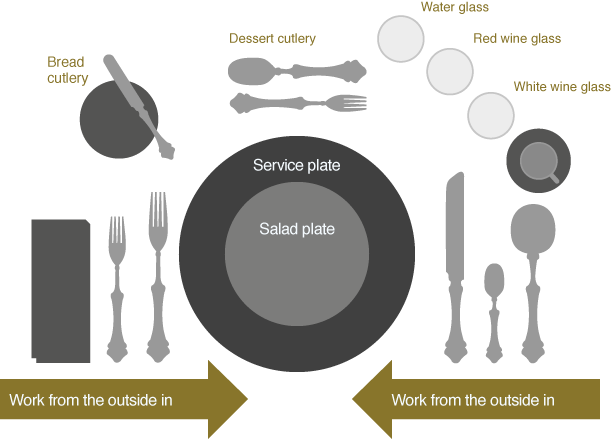 Water glass
Dessert cutlery
Red wine glass
Bread
cutlery
White wine glass
Service plate
Salad plate
Work from the outside in
Work from the outside in